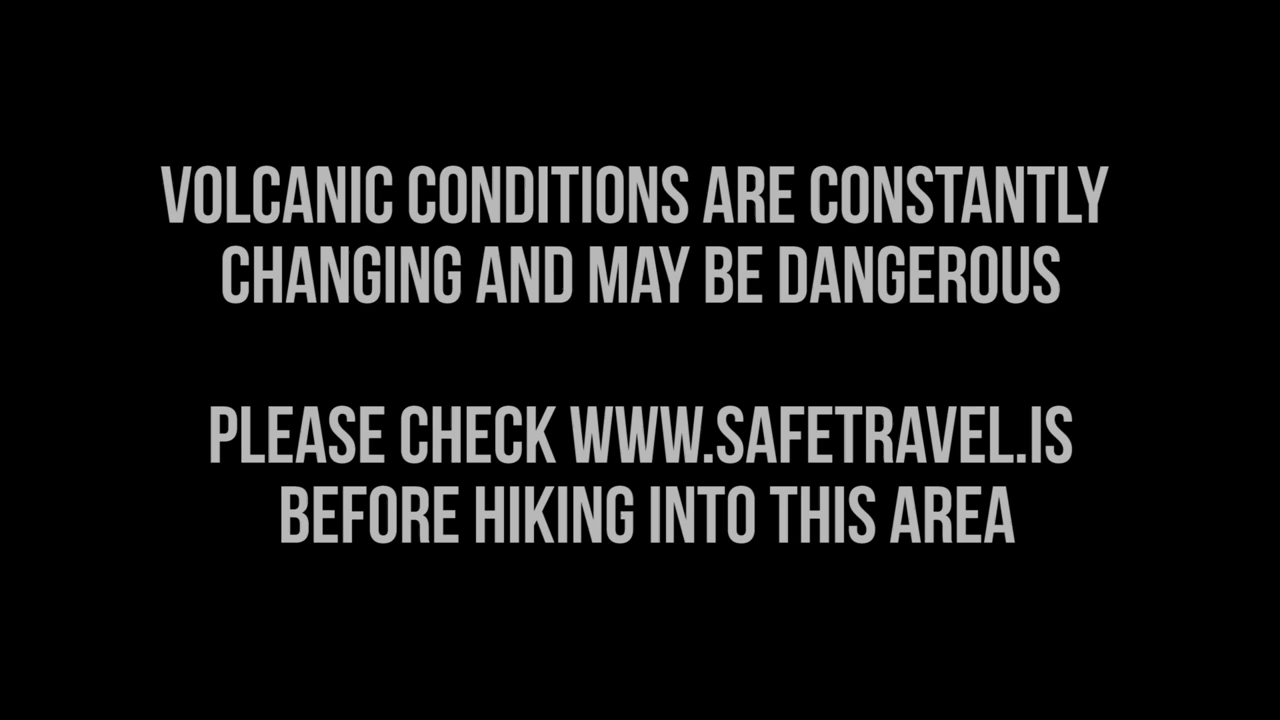 VOLCANIC CONDITIONS ARE CONSTANTLY
CHANGING AND MAY BE DANGEROUS
PLEASE CHECK WWW.SAFETRAVEL.IS
BEFORE HIKING INTO THIS AREA